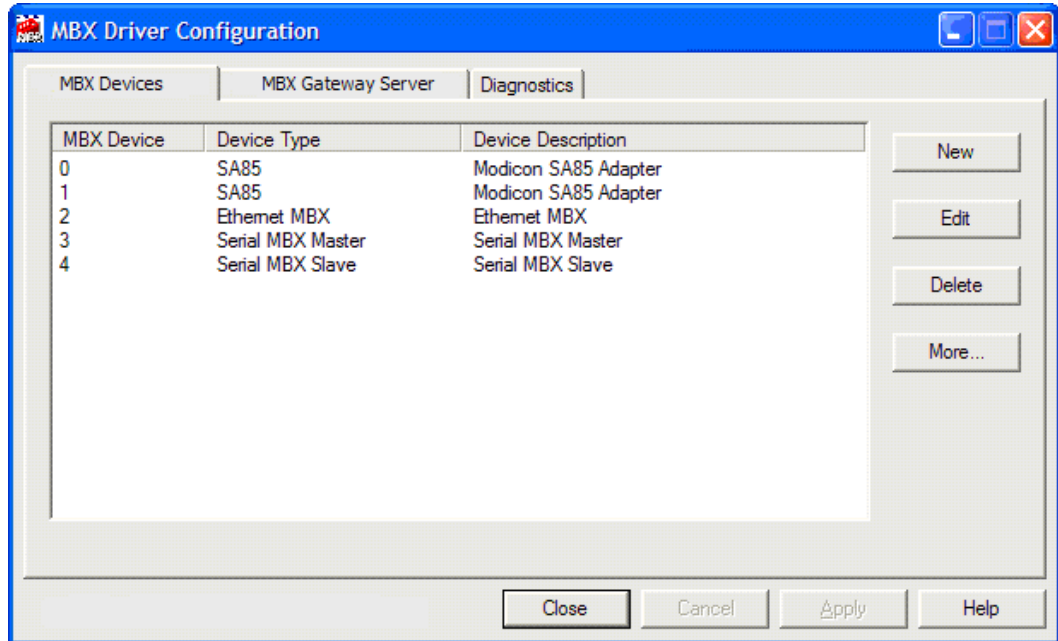 MBX Driver Configuration
MBX Devices MBX Gateway Server Diagnostics
MBX Device Device Type Device Description
0 SA85 Modicon SA85 Adapter
1 SA85 Modicon SA85 Adapter
2 Ethernet MBX Ethernet MBX
3 Serial MBX Master Serial MBX Master
4 Serial MBX Slave Serial MBX Slave
New
Edit
Delete
More...
Close Cancel Apply Help